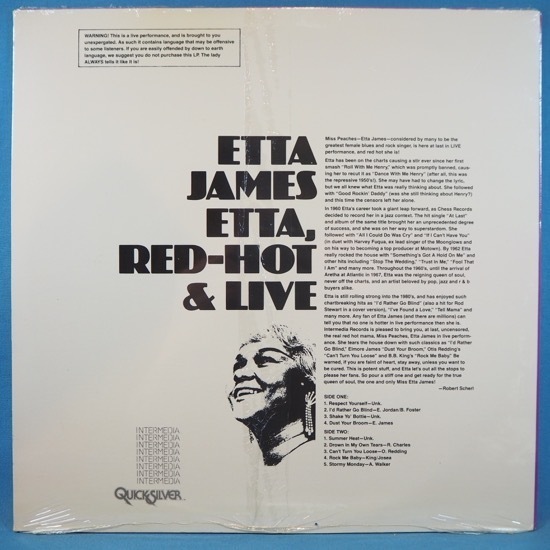 WARNING! This is a live performance, and is brought to you
unexpergated. As such it contains language that may be offensive
to some listeners. If you are easily offended by down to earth
language, we suggest you do not purchase this LP. The lady
ALWAYS tells it like it is!
ETTA
JAMES
ETTA,
RED-HOT
& LIVE
Miss Peaches—Etta James—considered by many to be the
greatest female blues and rock singer, is here at last in LIVE
performance, and red hot she is!
Etta has been on the charts causing a stir ever since her first
smash "Roll With Me Henry," which was promptly banned, caus-
ing her to recut it as "Dance With Me Henry" (after all, this was
the repressive 1950's!). She may have had to change the lyric,
but we all knew what Etta was really thinking about. She followed
with "Good Rockin' Daddy" (was she still thinking about Henry?)
and this time the censors left her alone.
In 1960 Etta's career took a giant leap forward, as Chess Records
decided to record her in a jazz context. The hit single "At Last"
and album of the same title brought her an unprecedented degree
of success, and she was on her way to superstardom. She
followed with "All I Could Do Was Cry" and "If I Can't Have You"
(in duet with Harvey Fuqua, ex lead singer of the Moonglows and
on his way to becoming a top producer at Motown). By 1962 Etta
really rocked the house with "Something's Got A Hold On Me" and
other hits including "Stop The Wedding," "Trust in Me," "Fool That
I Am" and many more. Throughout the 1960's, until the arrival of
Aretha at Atlantic in 1967, Etta was the reigning queen of soul,
never off the charts, and an artist beloved by pop, jazz and r & b
buyers alike.
Etta is still rolling strong into the 1980's, and has enjoyed such
chartbreaking hits as "I'd Rather Go Blind" (also a hit for Rod
Stewart in a cover version), "I've Found a Love," "Tell Mama" and
many more. Any fan of Etta James (and there are millions) can
tell you that no one is hotter in live performance then she is.
Intermedia Records is pleased to bring to you, at last, uncensored,
the real red hot mama. Miss Peaches, Etta James in live perform-
ance. She tears the house down with such classics as "I'd Rather
Go Blind," Elmore James "Dust Your Broom," Otis Redding's
"Can't Turn You Loose" and B.B. King's "Rock Me Baby." Be
warned, if you are faint of heart, stay away, unless you want to
be cured. This is potent stuff, and Etta let's out all the stops to
please her fans. So pour a stiff one and get ready for the true
queen of soul, the one and only Miss Etta James!
—Robert Scherl
SIDE ONE:
1. Respect Yourself—Unk.
2. I'd Rather Go Blind—E. Jordan/B. Foster
3. Shake Yo' Bottie—Unk.
4. Dust Your Broom—E. James
SIDE TWO:
1. Summer Heat—Unk.
2. Drown in My Own Tears—R. Charles
3. Can't Turn You Loose—O. Redding
4. Rock Me Baby—King/Josea
5. Stormy Monday—A. Walker
INTERMEDIA
INTERMEDIA
INTERMEDIA
INTERMEDIA
INTERMEDIA
INTERMEDIA
INTERMEDIA
QUICKSILVER